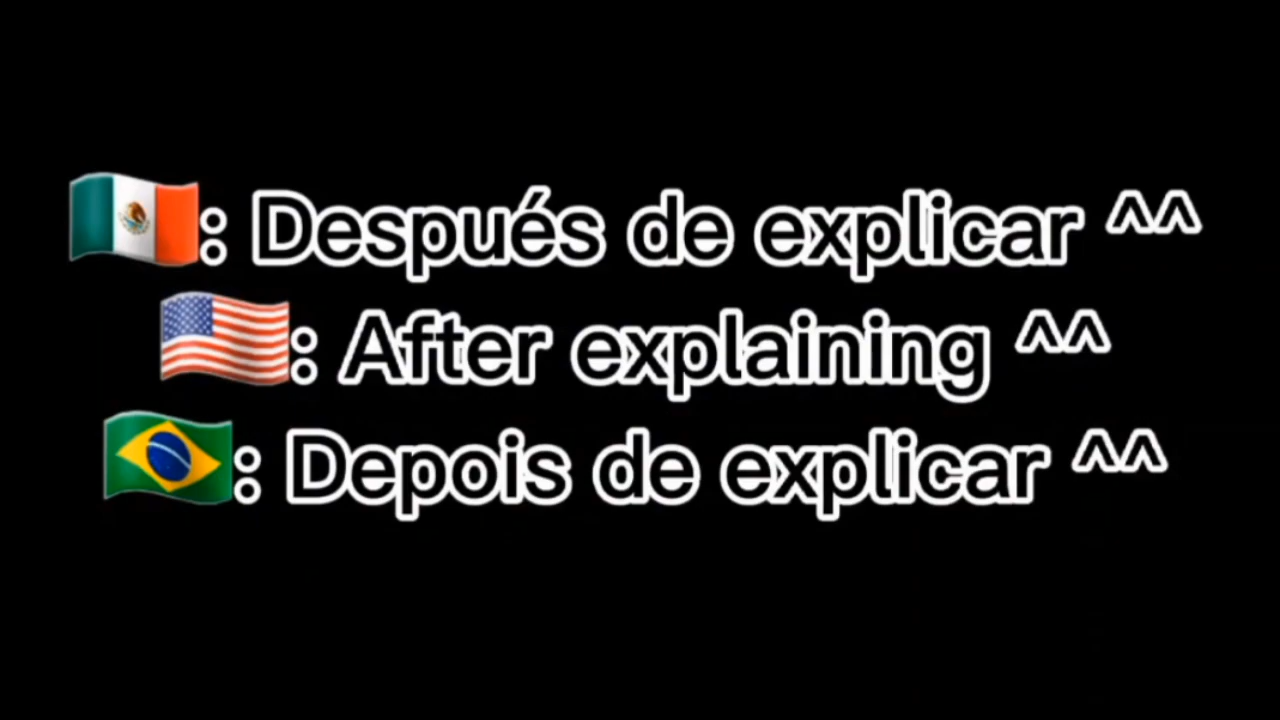 🇲🇽: Después de explicar ^^
🇺🇸: After explaining ^^
🇧🇷: Depois de explicar ^^